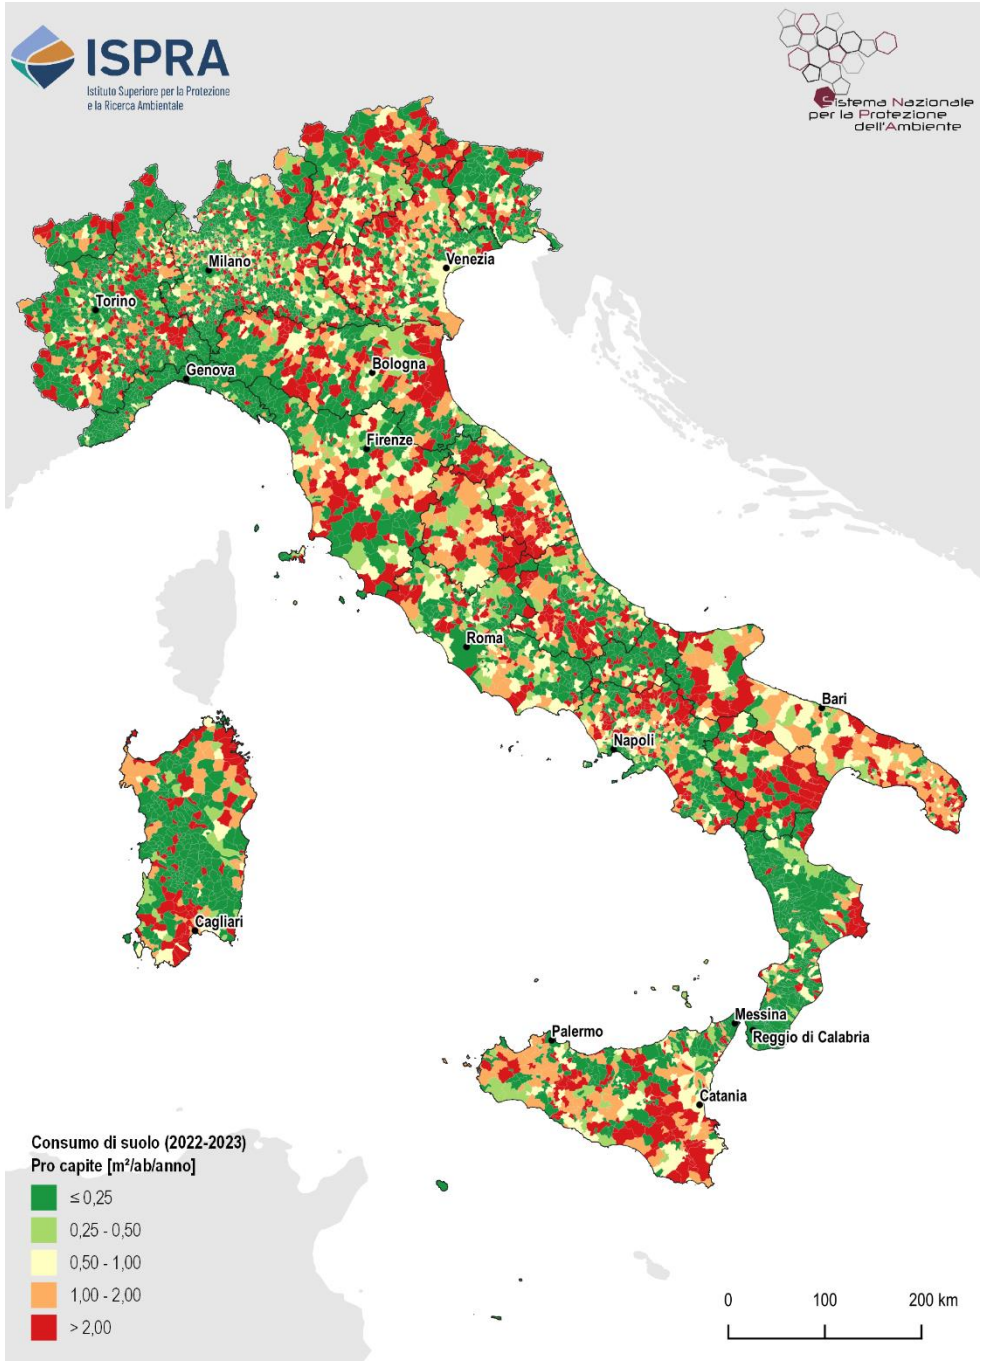 ISPRA
Istituto Superiore per la Protezione
e la Ricerca Ambientale
Sistema Nazionale
per la Protezione
dell'Ambiente
Milano
Venezia
Torino
Bologna
Genova
Firenze
Roma
Bari
Napoli
Cagliari
Messina
Palermo
Reggio di Calabria
Catania
Consumo di suolo (2022-2023)
Pro capite [m²/ab/anno]
≤ 0,25
0,25 - 0,50
0,50 - 1,00
1,00 - 2,00
> 2,00
0 100 200 km